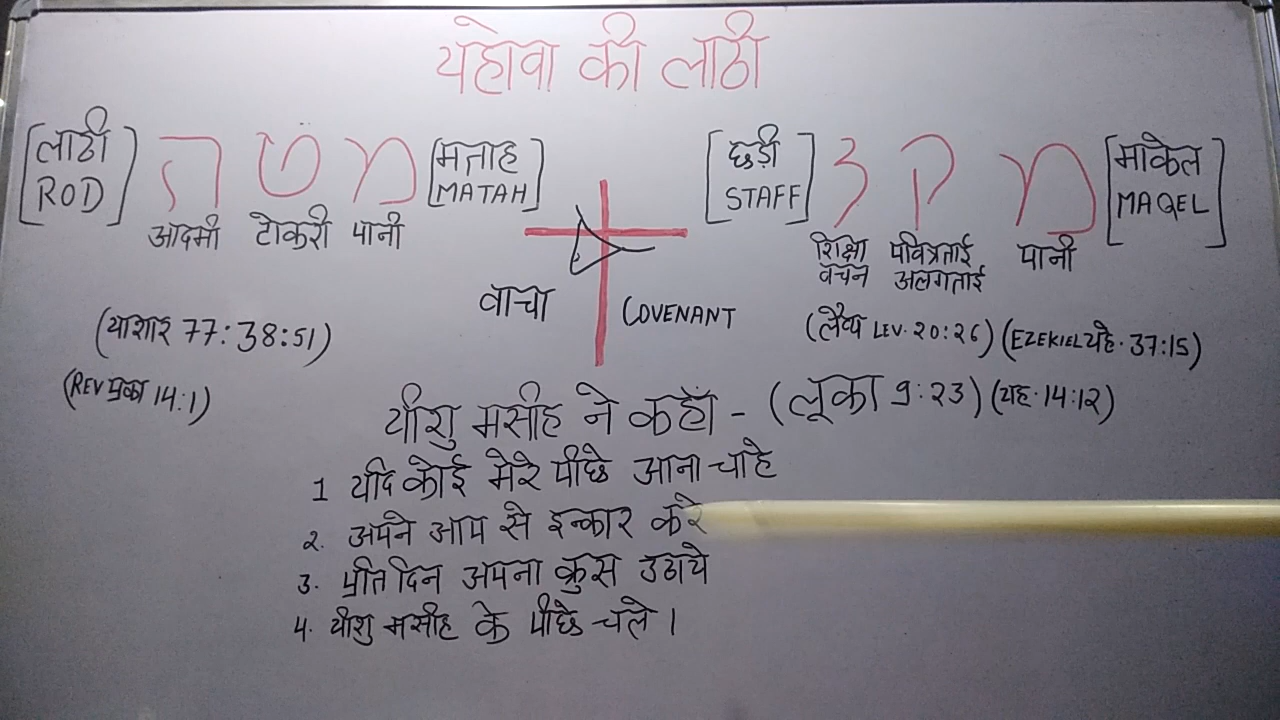 यहोवा की लाठी
[लाठी ROD] ה ט מ [मत्ताह MATAH]
आदमी टोकरी पानी
[छड़ी STAFF] ל ק מ [माकेल MAQEL]
शिक्षा वचन पवित्रताई अलगताई पानी
वाचा COVENANT
(याशार 77:38:51)
(REV प्रका 14:1)
(लैव्य LEV. 20:26) (EZEKIEL यहे. 37:15)
यीशु मसीह ने कहाँ - (लूका 9:23) (यह. 14:12)
1 यदि कोई मेरे पीछे आना चाहे
2. अपने आप से इन्कार करे
3. प्रति दिन अपना क्रुस उठाये
4. यीशु मसीह के पीछे चले ।